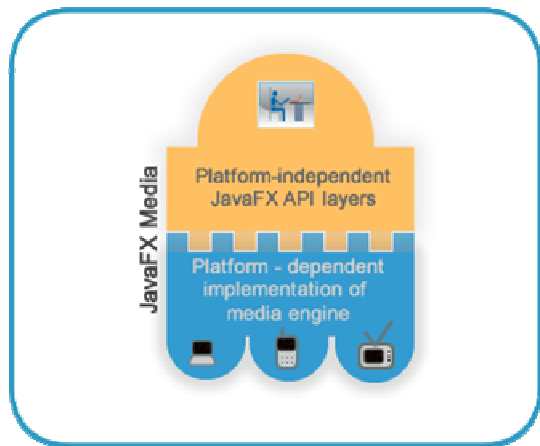 JavaFX Media
Platform-independent
JavaFX API layers
Platform - dependent
implementation of
media engine